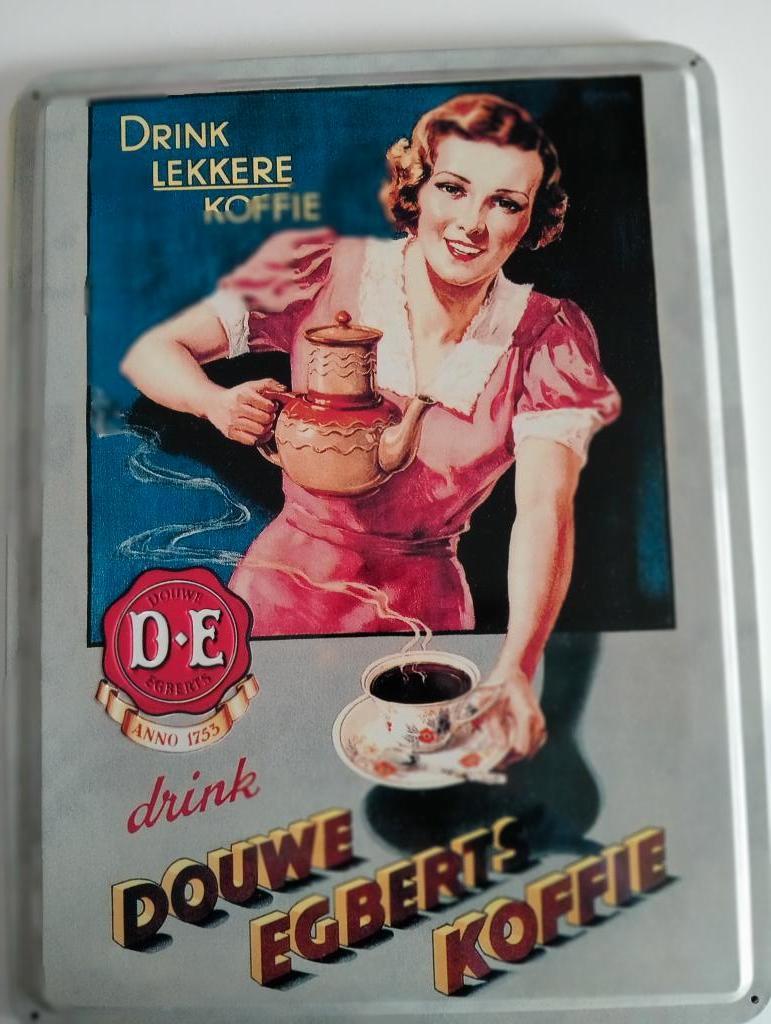 DRINK
LEKKERE
KOFFIE
DOUWE
D·E
EGBERTS
ANNO 1753
drink
DOUWE
EGBERTS
KOFFIE